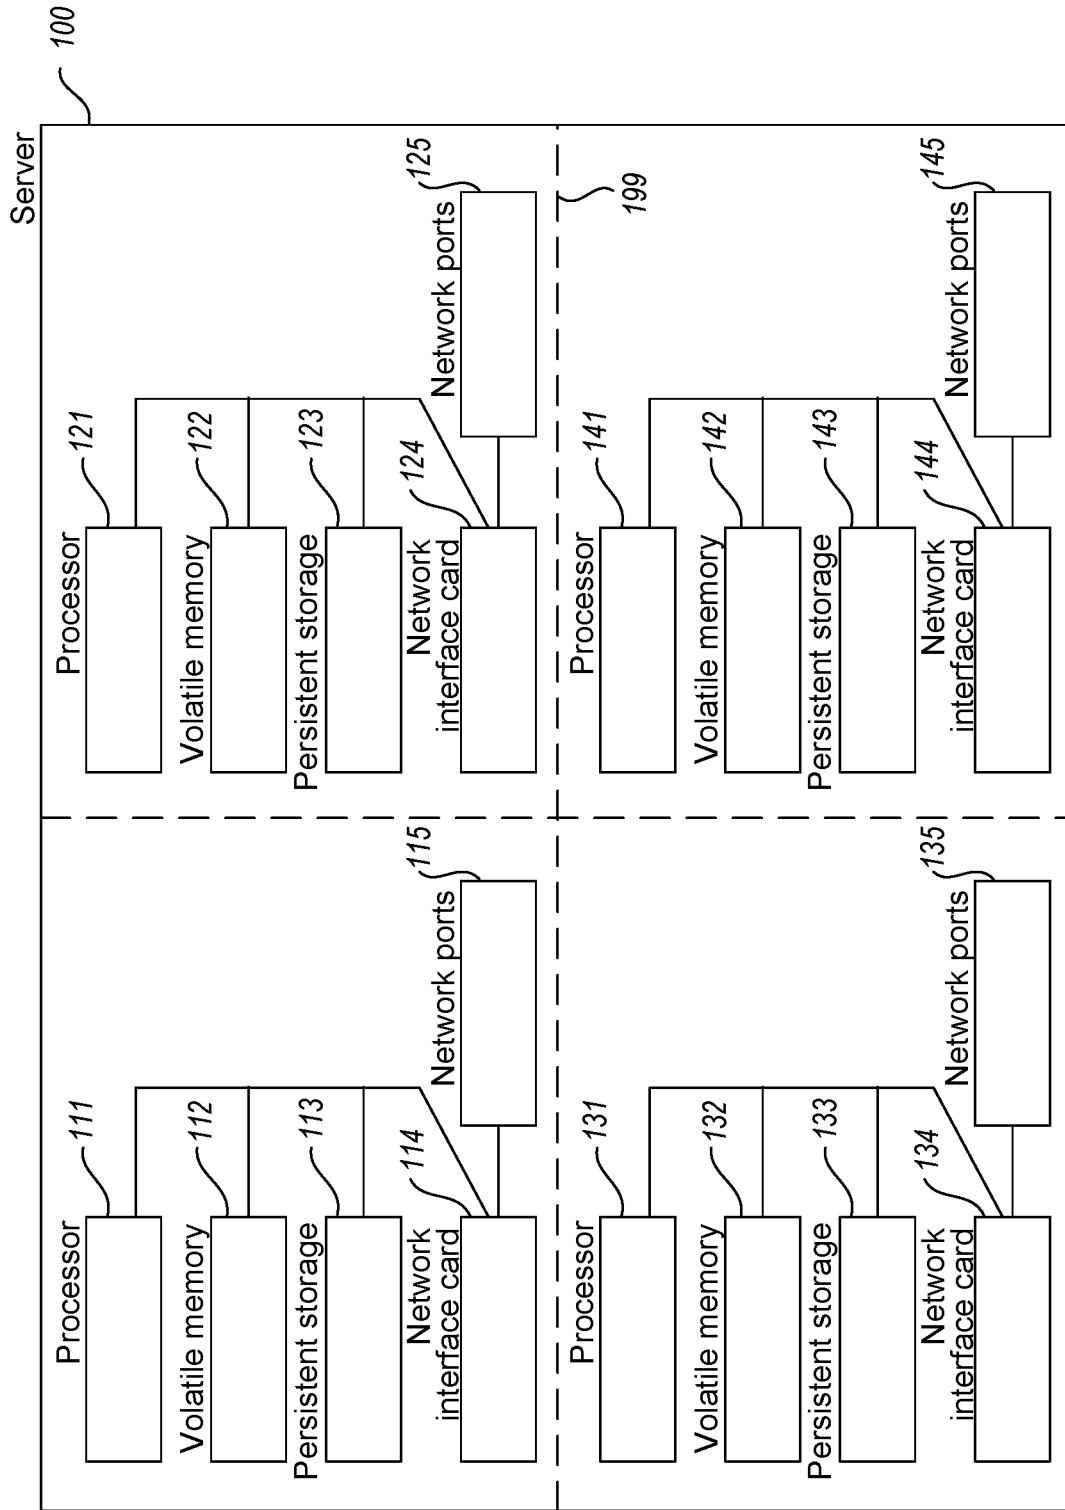 Server
100
Processor
111
Volatile memory
112
Persistent storage
113
Network
interface card
114
Network ports
115
Processor
121
Volatile memory
122
Persistent storage
123
Network
interface card
124
Network ports
125
199
Processor
131
Volatile memory
132
Persistent storage
133
Network
interface card
134
Network ports
135
Processor
141
Volatile memory
142
Persistent storage
143
Network
interface card
144
Network ports
145